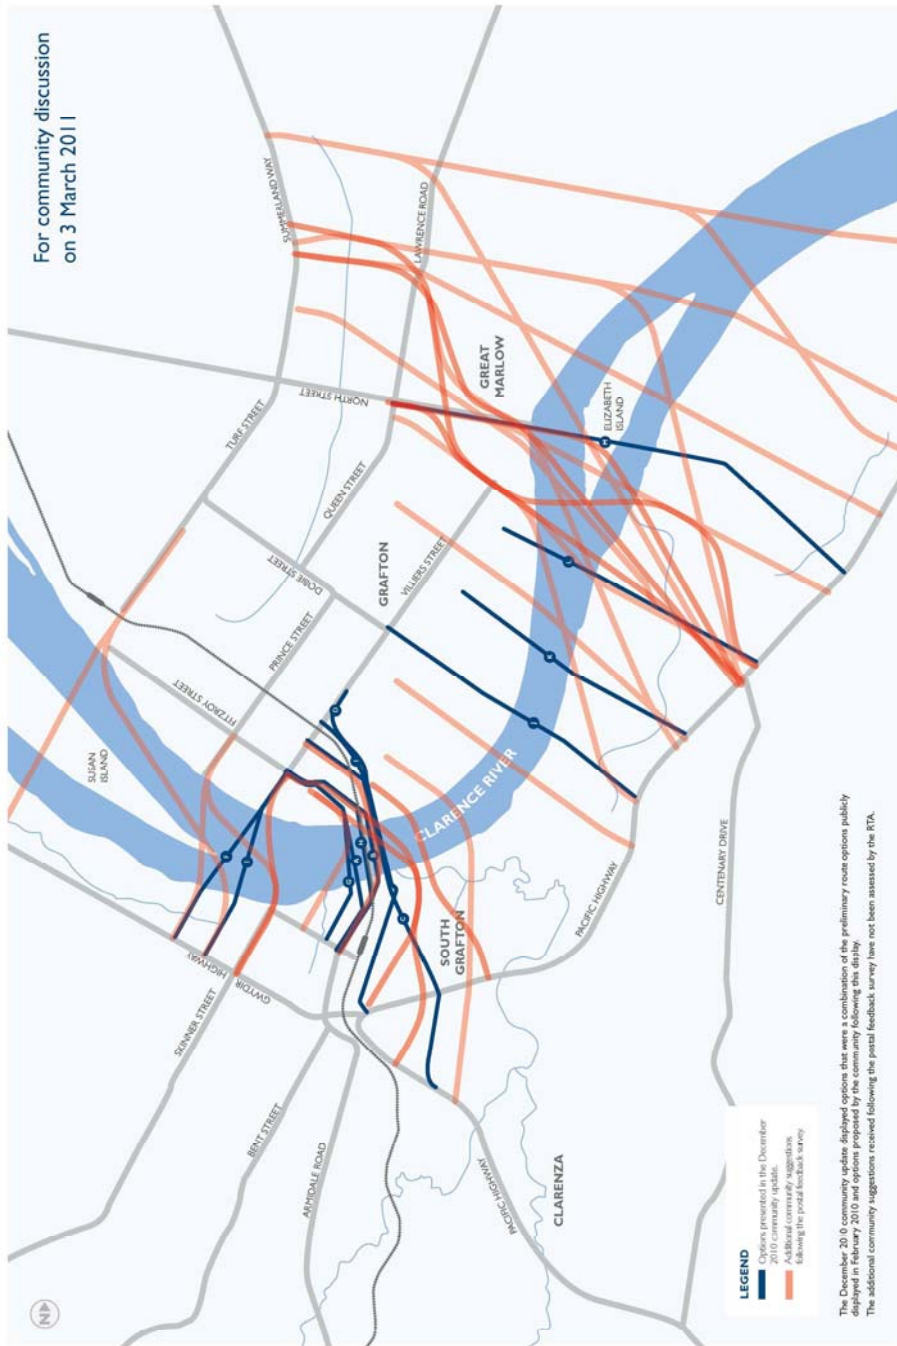 For community discussion
on 3 March 2011
SUMMERLAND WAY
LAWRENCE ROAD
TURF STREET
NORTH STREET
GREAT
MARLOW
ELIZABETH
ISLAND
QUEEN STREET
DOBIE STREET
GRAFTON
VILLIERS STREET
PRINCE STREET
FITZROY STREET
SUSAN
ISLAND
CLARENCE RIVER
SOUTH
GRAFTON
PACIFIC HIGHWAY
CENTENARY DRIVE
GWYDIR
HIGHWAY
SKINNER STREET
BENT STREET
ARMIDALE ROAD
PACIFIC HIGHWAY
CLARENZA
N
LEGEND
Options presented in the December
2010 community update.
Additional community suggestions
following the postal feedback survey.
The December 2010 community update displayed options that were a combination of the preliminary route options publicly
displayed in February 2010 and options proposed by the community following this display.
The additional community suggestions received following the postal feedback survey have not been assessed by the RTA.